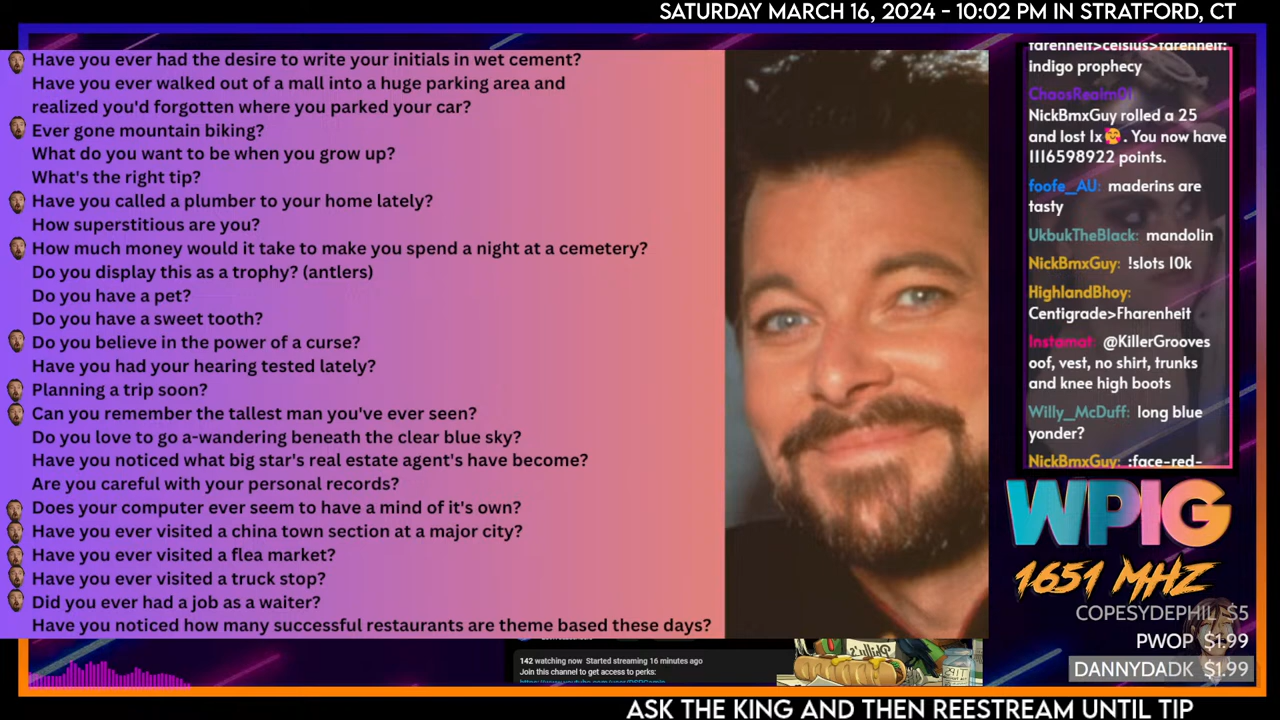 SATURDAY MARCH 16, 2024 - 10:02 PM IN STRATFORD, CT
Have you ever had the desire to write your initials in wet cement?
Have you ever walked out of a mall into a huge parking area and
realized you'd forgotten where you parked your car?
Ever gone mountain biking?
What do you want to be when you grow up?
What's the right tip?
Have you called a plumber to your home lately?
How superstitious are you?
How much money would it take to make you spend a night at a cemetery?
Do you display this as a trophy? (antlers)
Do you have a pet?
Do you have a sweet tooth?
Do you believe in the power of a curse?
Have you had your hearing tested lately?
Planning a trip soon?
Can you remember the tallest man you've ever seen?
Do you love to go a-wandering beneath the clear blue sky?
Have you noticed what big star's real estate agent's have become?
Are you careful with your personal records?
Does your computer ever seem to have a mind of it's own?
Have you ever visited a china town section at a major city?
Have you ever visited a flea market?
Have you ever visited a truck stop?
Did you ever had a job as a waiter?
Have you noticed how many successful restaurants are theme based these days?
farenheit>celsius>farenheit:
indigo prophecy
ChaosRealmD1
NickBmxGuy rolled a 25
and lost 1x🥰. You now have
1116598922 points.
foofe_AU: maderins are
tasty
UkbukTheBlack: mandolin
NickBmxGuy: !slots 10k
HighlandBhoy:
Centigrade>Fharenheit
Instamat: @KillerGrooves
oof, vest, no shirt, trunks
and knee high boots
Willy_McDuff: long blue
yonder?
NickBmxGuy: :face-red-
WPIG
1651 MHZ
COPESYDEPHIL $5
PWOP $1.99
DANNYDADK $1.99
142 watching now Started streaming 16 minutes ago
Join this channel to get access to perks:
Phillu's
ASK THE KING AND THEN REESTREAM UNTIL TIP